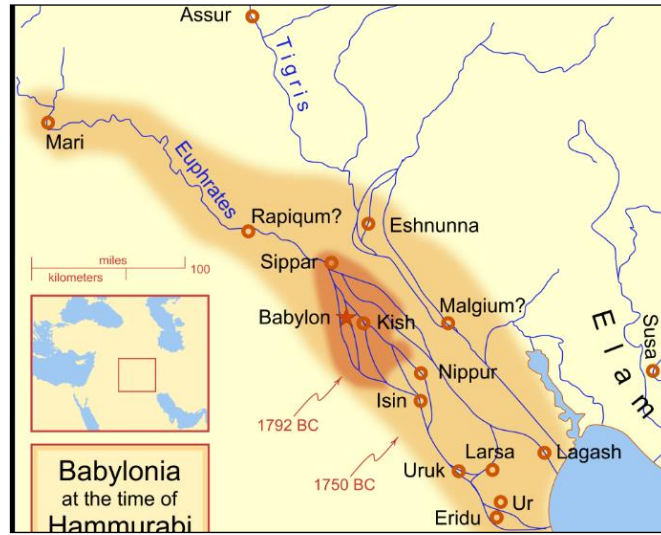 Assur
Tigris
Mari
Euphrates
Rapiqum?
Eshnunna
miles
kilometers
100
Sippar
Babylon
Kish
Malgium?
Elam
Susa
Nippur
1792 BC
Isin
1750 BC
Uruk
Larsa
Lagash
Ur
Eridu
Babylonia
at the time of
Hammurabi